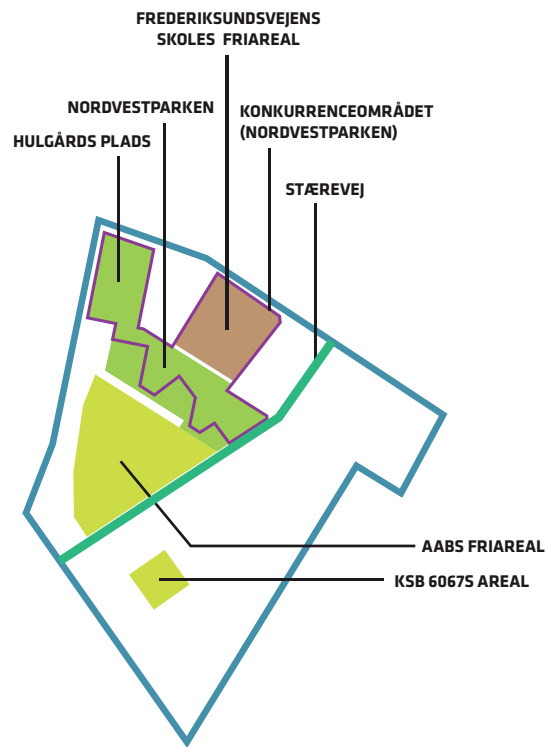 FREDERIKSUNDSVEJENS
SKOLES FRIAREAL
NORDVESTPARKEN
KONKURRENCEOMRÅDET
(NORDVESTPARKEN)
HULGÅRDS PLADS
STÆREVEJ
AABS FRIAREAL
KSB 6067S AREAL